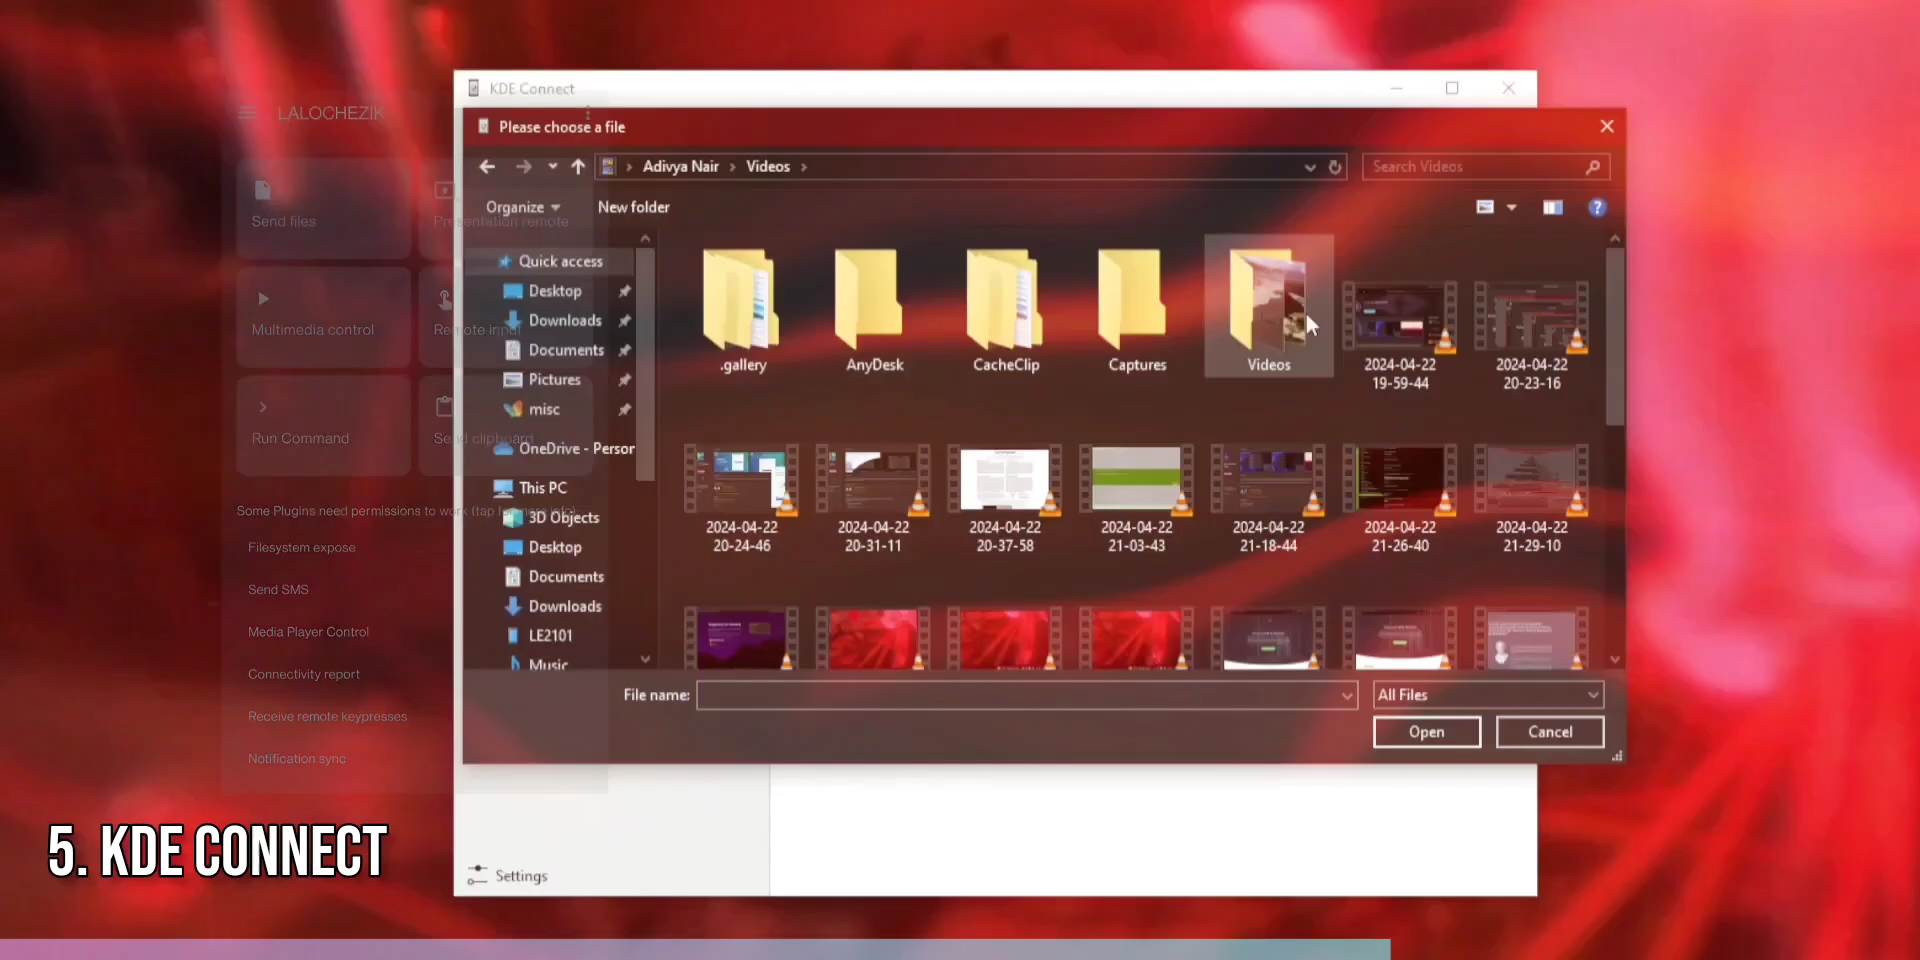 KDE Connect
LALOCHEZIK
Please choose a file
Adivya Nair
Videos
Search Videos
Organize
New folder
Send files
Presentation remote
Multimedia control
Remote input
Run Command
Send clipboard
Some Plugins need permissions to work (tap for more info):
Filesystem expose
Send SMS
Media Player Control
Connectivity report
Receive remote keypresses
Notification sync
Quick access
Desktop
Downloads
Documents
Pictures
misc
OneDrive - Person
This PC
3D Objects
Desktop
Documents
Downloads
LE2101
Music
.gallery
AnyDesk
CacheClip
Captures
Videos
2024-04-22
19-59-44
2024-04-22
20-23-16
2024-04-22
20-24-46
2024-04-22
20-31-11
2024-04-22
20-37-58
2024-04-22
21-03-43
2024-04-22
21-18-44
2024-04-22
21-26-40
2024-04-22
21-29-10
File name:
All Files
Open
Cancel
Settings
5. KDE CONNECT